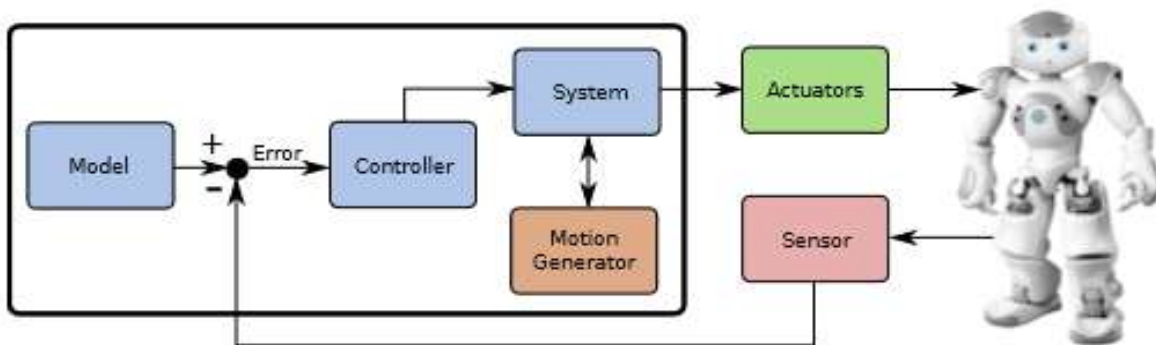 Model
+
-
Error
Controller
System
Motion
Generator
Actuators
Sensor